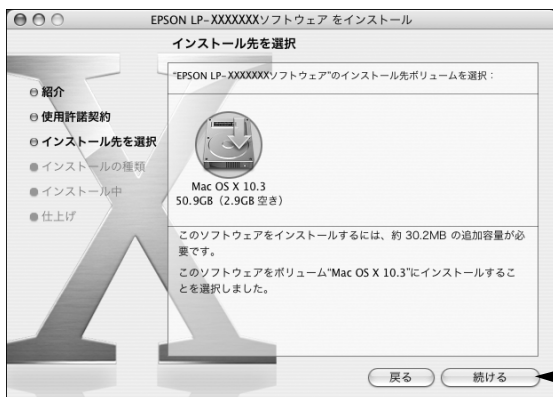 EPSON LP-XXXXXXXソフトウェア をインストール
インストール先を選択
紹介
使用許諾契約
インストール先を選択
インストールの種類
インストール中
仕上げ
"EPSON LP-XXXXXXXソフトウェア"のインストール先ボリュームを選択：
Mac OS X 10.3
50.9GB（2.9GB 空き）
このソフトウェアをインストールするには、約 30.2MB の追加容量が必
要です。
このソフトウェアをボリューム"Mac OS X 10.3"にインストールするこ
とを選択しました。
戻る
続ける